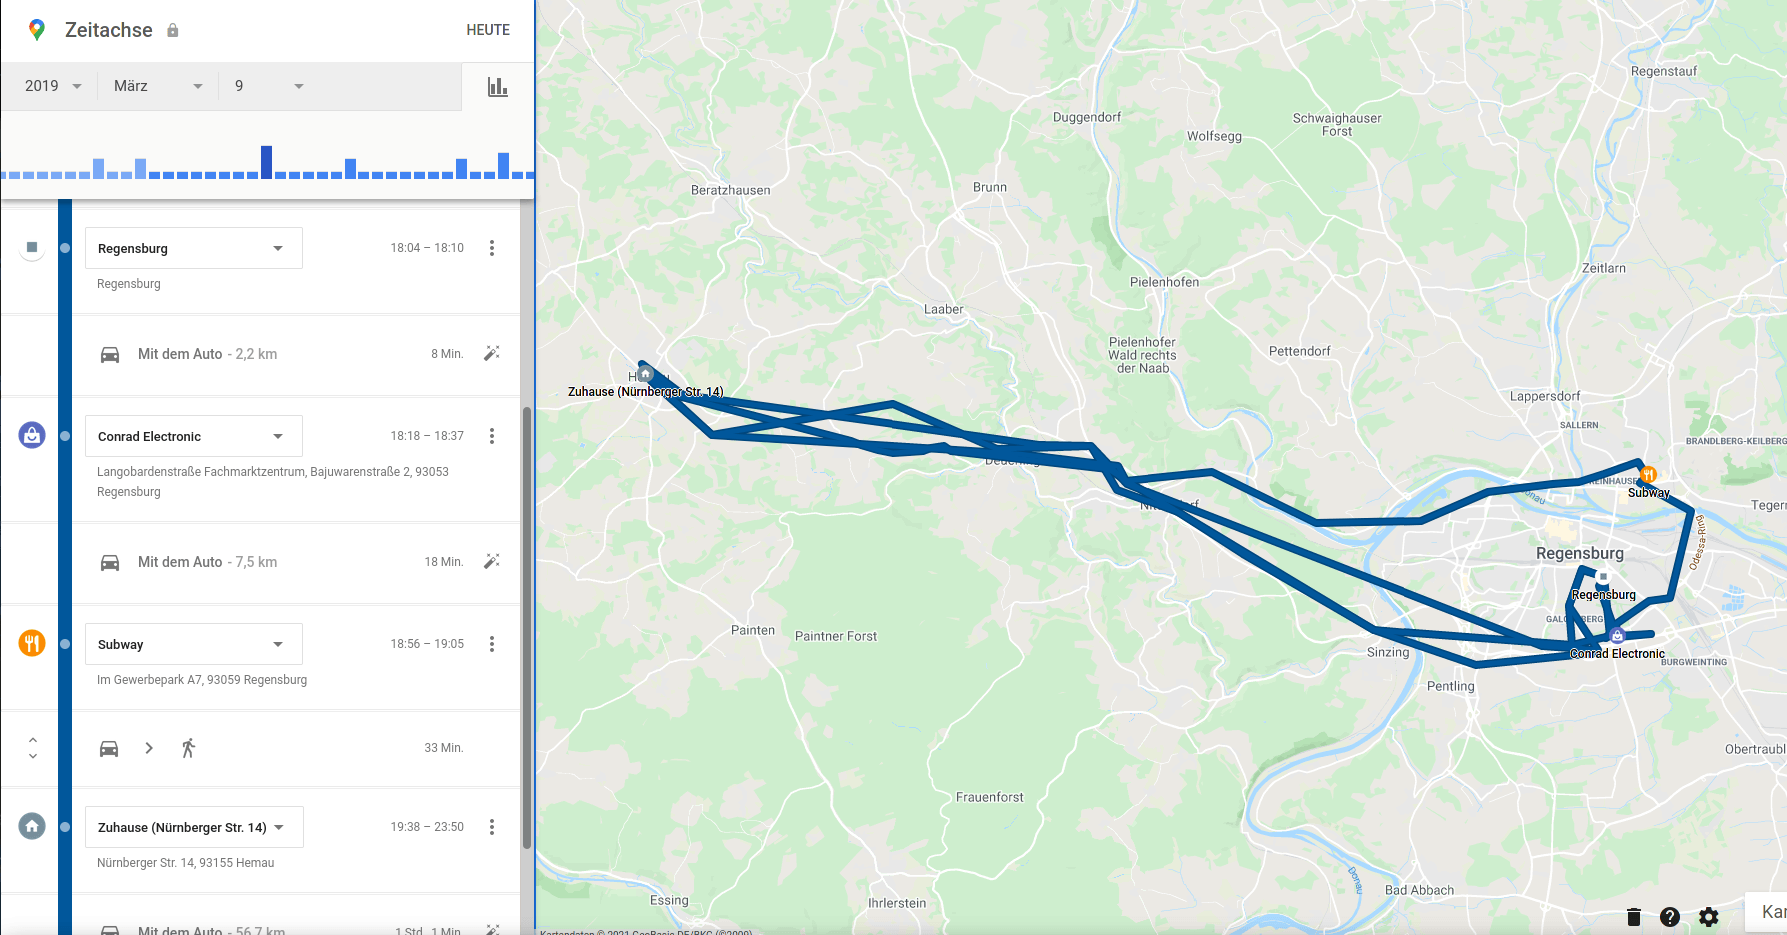 Zeitachse
HEUTE
2019
März
9
Regensburg
18:04 – 18:10
Regensburg
Mit dem Auto - 2,2 km
8 Min.
Conrad Electronic
18:18 – 18:37
Langobardenstraße Fachmarktzentrum, Bajuwarenstraße 2, 93053
Regensburg
Mit dem Auto - 7,5 km
18 Min.
Subway
18:56 – 19:05
Im Gewerbepark A7, 93059 Regensburg
33 Min.
Zuhause (Nürnberger Str. 14)
19:38 – 23:50
Nürnberger Str. 14, 93155 Hemau
Mit dem Auto - 56,7 km
1 Std. 1 Min.
Regenstauf
Duggendorf
Wolfsegg
Schwaighauser
Forst
Beratzhausen
Brunn
Zeitlarn
Pielenhofen
Laaber
Pielenhofer
Wald rechts
der Naab
Pettendorf
Zuhause (Nürnberger Str. 14)
Lappersdorf
SALLERN
BRANDLBERG-KEILBERG
Subway
Donau
Odessa-Ring
Regensburg
Regensburg
Painten
Paintner Forst
Sinzing
Conrad Electronic
BURGWEINTING
Pentling
Frauenforst
Donau
Bad Abbach
Essing
Ihrlerstein
Kartendaten © 2021 GeoBasis-DE/BKG (©2009)